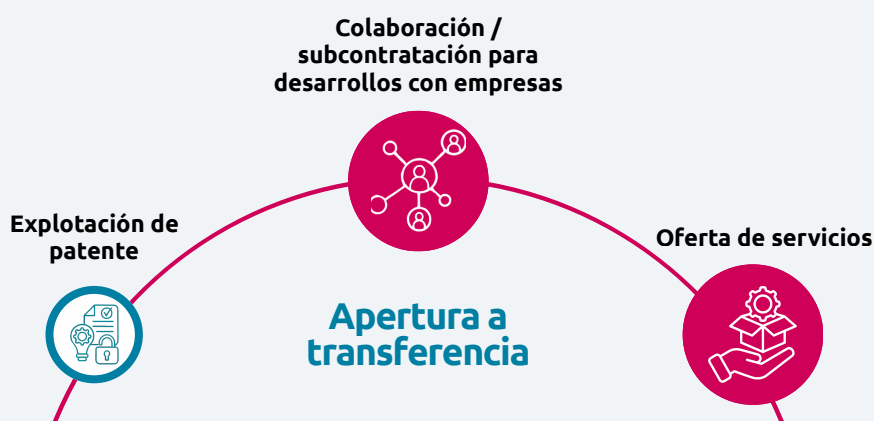 Colaboración /
subcontratación para
desarrollos con empresas
Explotación de
patente
Oferta de servicios
Apertura a
transferencia